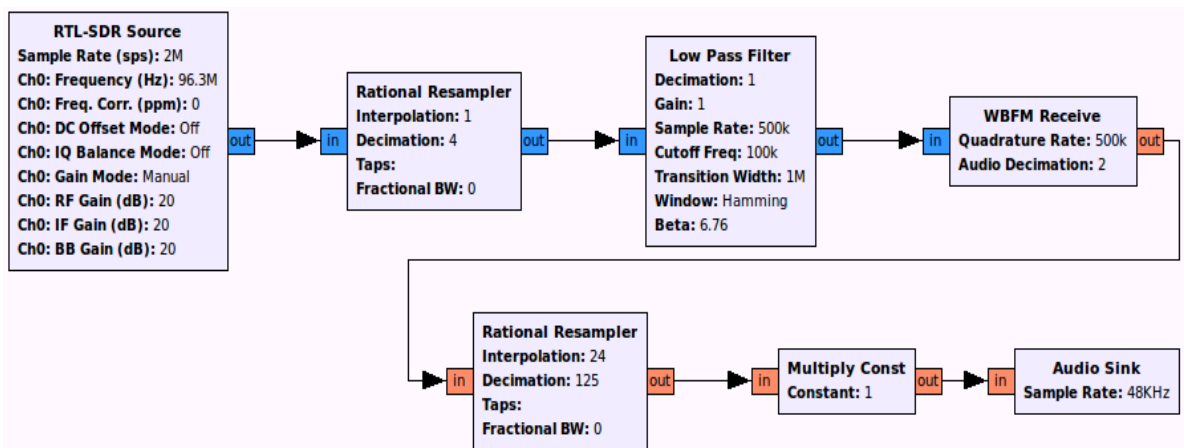 RTL-SDR Source
Sample Rate (sps): 2M
Ch0: Frequency (Hz): 96.3M
Ch0: Freq. Corr. (ppm): 0
Ch0: DC Offset Mode: Off
Ch0: IQ Balance Mode: Off
Ch0: Gain Mode: Manual
Ch0: RF Gain (dB): 20
Ch0: IF Gain (dB): 20
Ch0: BB Gain (dB): 20
out
in
Rational Resampler
Interpolation: 1
Decimation: 4
Taps:
Fractional BW: 0
out
in
Low Pass Filter
Decimation: 1
Gain: 1
Sample Rate: 500k
Cutoff Freq: 100k
Transition Width: 1M
Window: Hamming
Beta: 6.76
out
in
WBFM Receive
Quadrature Rate: 500k
Audio Decimation: 2
out
in
Rational Resampler
Interpolation: 24
Decimation: 125
Taps:
Fractional BW: 0
out
in
Multiply Const
Constant: 1
out
in
Audio Sink
Sample Rate: 48KHz